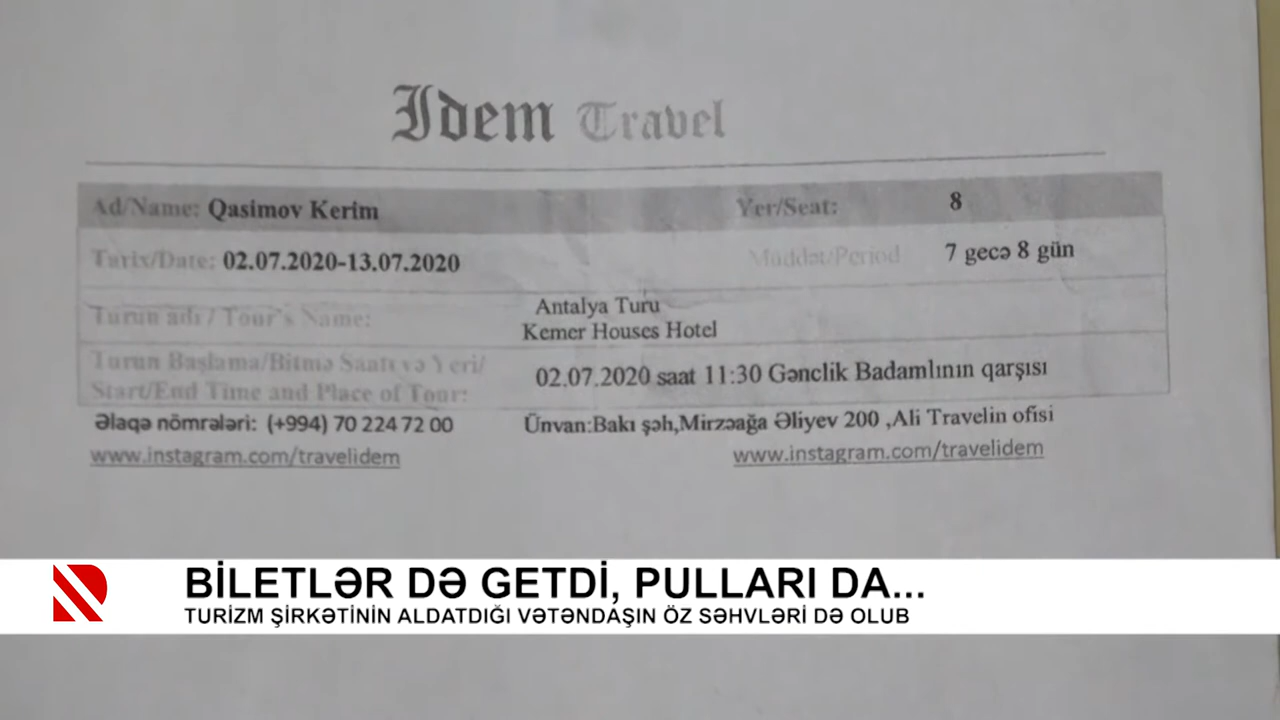 Idem Travel
Ad/Name: Qasimov Kerim Yer/Seat: 8
Tarix/Date: 02.07.2020-13.07.2020 Müddət/Period 7 gecə 8 gün
Turun adı / Tour's Name: Antalya Turu
Kemer Houses Hotel
Turun Başlama/Bitmə Saatı və Yeri/
Start/End Time and Place of Tour: 02.07.2020 saat 11:30 Gənclik Badamlının qarşısı
Əlaqə nömrələri: (+994) 70 224 72 00 Ünvan:Bakı şəh,Mirzəağa Əliyev 200 ,Ali Travelin ofisi
www.instagram.com/travelidem www.instagram.com/travelidem
BİLETLƏR DƏ GETDİ, PULLARI DA...
TURİZM ŞİRKƏTİNİN ALDATDIĞI VƏTƏNDAŞIN ÖZ SƏHVLƏRİ DƏ OLUB